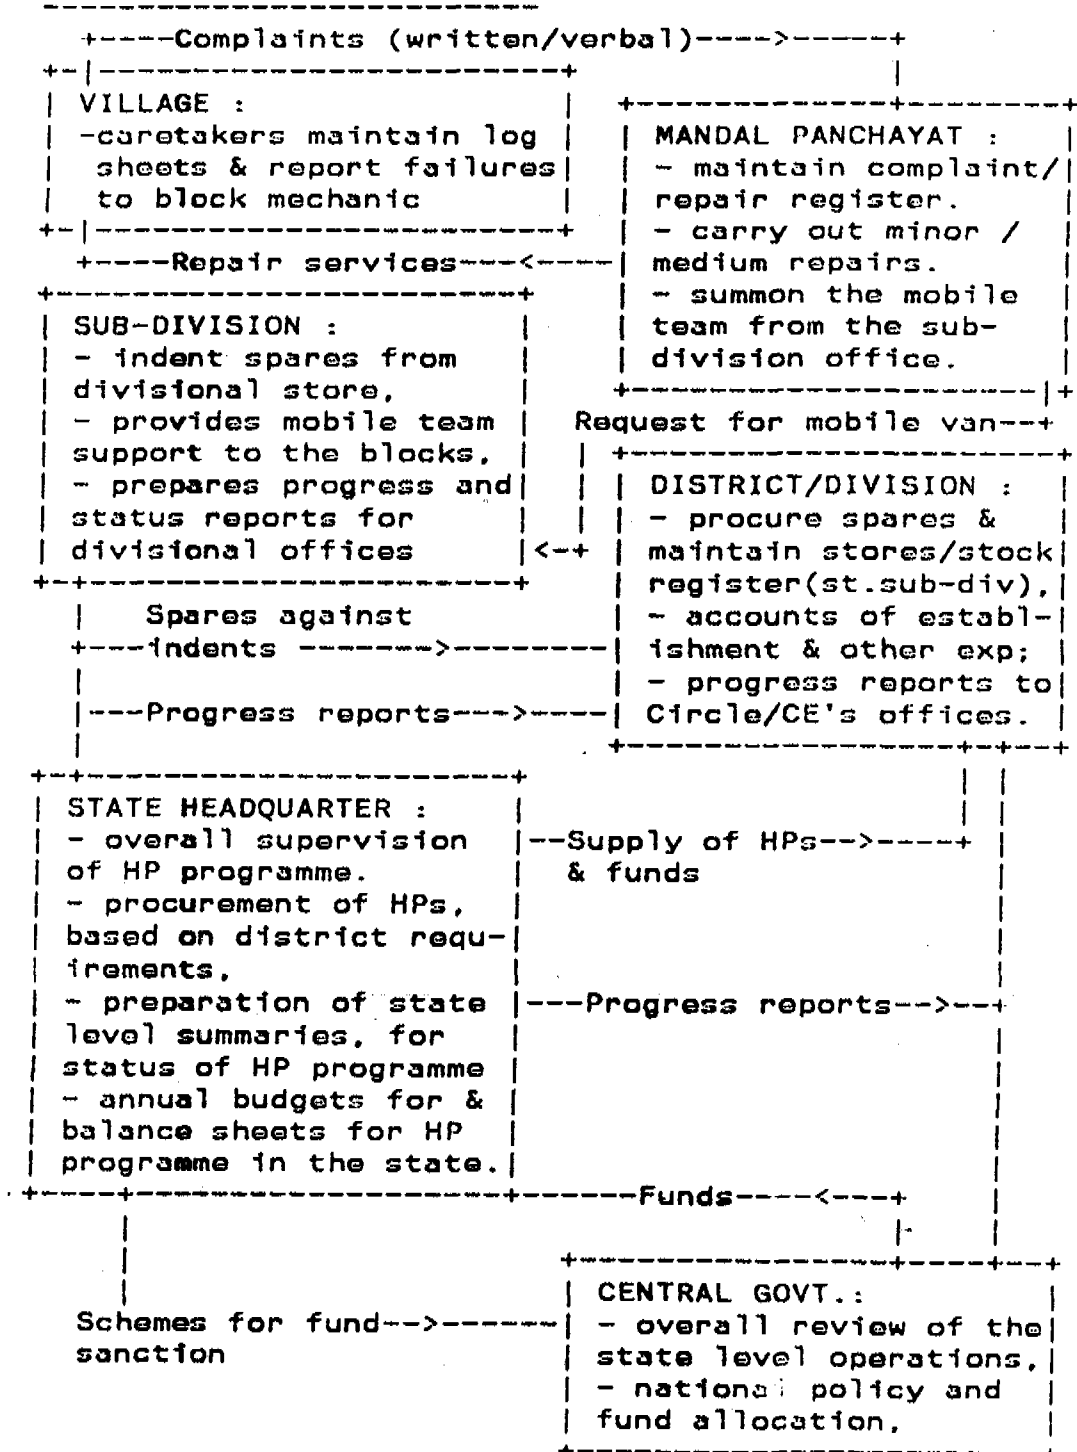 Complaints (written/verbal)
VILLAGE :
-caretakers maintain log
sheets & report failures
to block mechanic
MANDAL PANCHAYAT :
- maintain complaint/
repair register.
- carry out minor /
medium repairs.
- summon the mobile
team from the sub-
division office.
Repair services
SUB-DIVISION :
- indent spares from
divisional store,
- provides mobile team
support to the blocks,
- prepares progress and
status reports for
divisional offices
Request for mobile van
DISTRICT/DIVISION :
- procure spares &
maintain stores/stock
register(st.sub-div),
- accounts of establ-
ishment & other exp;
- progress reports to
Circle/CE's offices.
Spares against
indents
Progress reports
STATE HEADQUARTER :
- overall supervision
of HP programme.
- procurement of HPs,
based on district requ-
irements,
- preparation of state
level summaries, for
status of HP programme
- annual budgets for &
balance sheets for HP
programme in the state.
Supply of HPs
& funds
Progress reports
Funds
Schemes for fund
sanction
CENTRAL GOVT.:
- overall review of the
state level operations,
- national policy and
fund allocation,